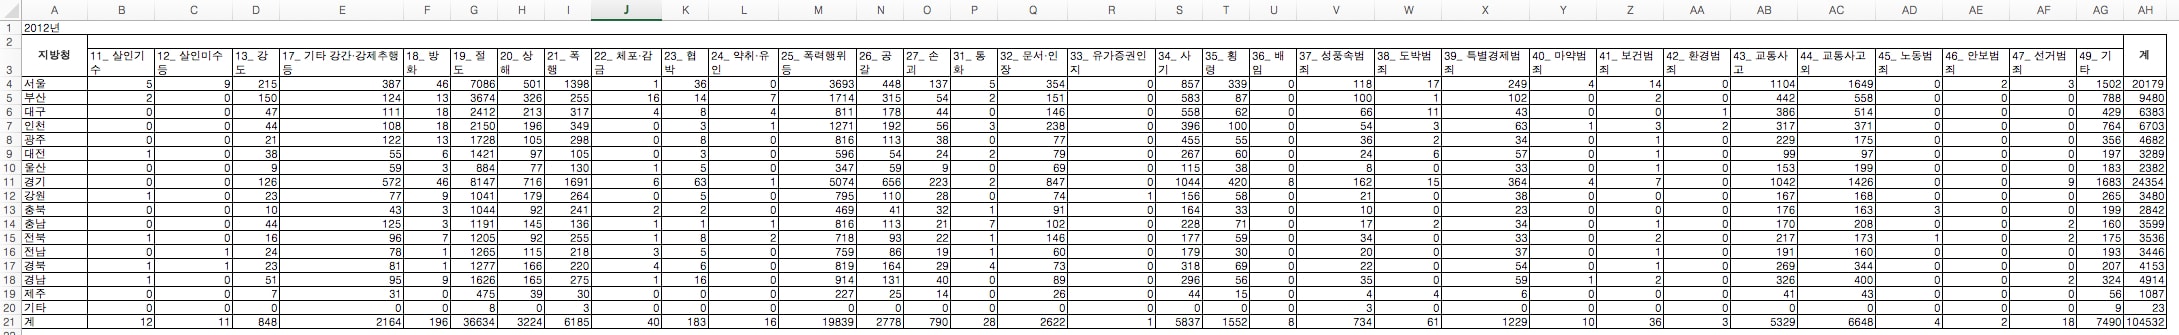 A B C D E F G H I J K L M N O P Q R S T U V W X Y Z AA AB AC AD AE AF AG AH
1 2012년
2
3 지방청 11_ 살인기수 12_ 살인미수등 13_ 강도 17_ 기타 강간·강제추행등 18_ 방화 19_ 절도 20_ 상해 21_ 폭행 22_ 체포·감금 23_ 협박 24_ 약취·유인 25_ 폭력행위등 26_ 공갈 27_ 손괴 31_ 통화 32_ 문서·인장 33_ 유가증권인지 34_ 사기 35_ 횡령 36_ 배임 37_ 성풍속범죄 38_ 도박범죄 39_ 특별경제범죄 40_ 마약범죄 41_ 보건범죄 42_ 환경범죄 43_ 교통사고 44_ 교통사고외 45_ 노동범죄 46_ 안보범죄 47_ 선거범죄 49_ 기타 계
4 서울 5 9 215 387 46 7086 501 1398 1 36 0 3693 448 137 5 354 0 857 339 0 118 17 249 4 14 0 1104 1649 0 2 3 1502 20179
5 부산 2 0 150 124 13 3674 326 255 16 14 7 1714 315 54 2 151 0 583 87 0 100 1 102 0 2 0 442 558 0 0 0 788 9480
6 대구 0 0 47 111 18 2412 213 317 4 8 4 811 178 44 0 146 0 558 62 0 66 11 43 0 0 1 386 514 0 0 0 429 6383
7 인천 0 0 44 108 18 2150 196 349 0 3 1 1271 192 56 3 238 0 396 100 0 54 3 63 1 3 2 317 371 0 0 0 764 6703
8 광주 0 0 21 122 13 1728 105 298 0 8 0 816 113 38 0 77 0 455 55 0 36 2 34 0 1 0 229 175 0 0 0 356 4682
9 대전 1 0 38 55 6 1421 97 105 0 3 0 596 54 24 2 79 0 267 60 0 24 6 57 0 1 0 99 97 0 0 0 197 3289
10 울산 0 0 9 59 3 884 77 130 1 5 0 347 59 9 0 69 0 115 38 0 8 0 33 0 1 0 153 199 0 0 0 183 2382
11 경기 0 0 126 572 46 8147 716 1691 6 63 1 5074 656 223 2 847 0 1044 420 8 162 15 364 4 7 0 1042 1426 0 0 9 1683 24354
12 강원 1 0 23 77 9 1041 179 264 0 5 0 795 110 28 0 74 1 156 58 0 21 0 38 0 0 0 167 168 0 0 0 265 3480
13 충북 0 0 10 43 3 1044 92 241 2 2 0 469 41 32 1 91 0 164 33 0 10 0 23 0 0 0 176 163 3 0 0 199 2842
14 충남 0 0 44 125 3 1191 145 136 1 1 0 816 113 21 7 102 0 228 71 0 17 2 34 0 1 0 170 208 0 0 2 160 3599
15 전북 1 0 16 96 7 1205 92 255 1 8 2 718 93 22 1 146 0 177 59 0 34 0 33 0 2 0 217 173 1 0 2 175 3536
16 전남 0 1 24 78 1 1265 115 218 3 5 0 759 86 19 1 60 0 179 30 0 20 0 37 0 1 0 191 160 0 0 0 193 3446
17 경북 1 1 23 81 1 1277 166 220 4 6 0 819 164 29 4 73 0 318 69 0 22 0 54 0 1 0 269 344 0 0 0 207 4153
18 경남 1 0 51 95 9 1626 165 275 1 16 0 914 131 40 0 89 0 296 56 0 35 0 59 1 2 0 326 400 0 0 2 324 4914
19 제주 0 0 7 31 0 475 39 30 0 0 0 227 25 14 0 26 0 44 15 0 4 4 6 0 0 0 41 43 0 0 0 56 1087
20 기타 0 0 0 0 0 8 0 3 0 0 0 0 0 0 0 0 0 0 0 0 3 0 0 0 0 0 0 0 0 0 0 9 23
21 계 12 11 848 2164 196 36634 3224 6185 40 183 16 19839 2778 790 28 2622 1 5837 1552 8 734 61 1229 10 36 3 5329 6648 4 2 18 7490 104532